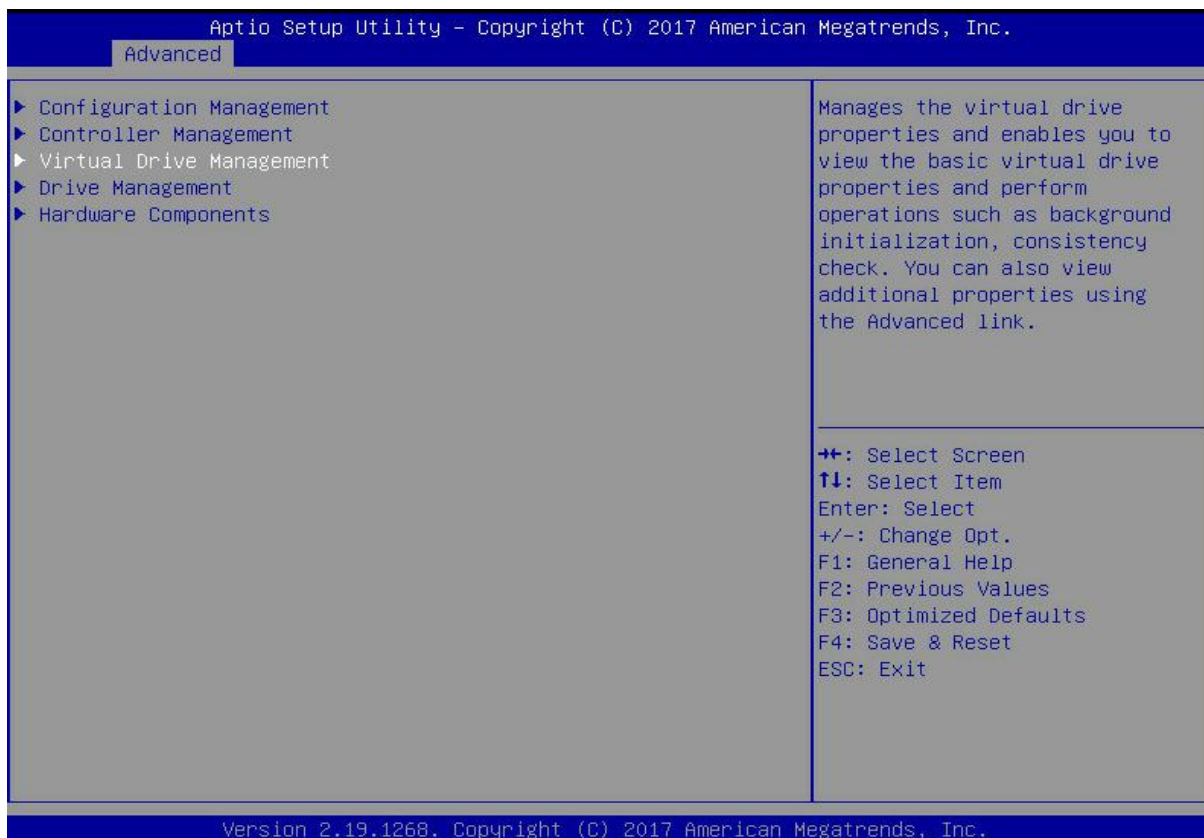 Aptio Setup Utility – Copyright (C) 2017 American Megatrends, Inc.
Advanced
▶ Configuration Management
▶ Controller Management
▶ Virtual Drive Management
▶ Drive Management
▶ Hardware Components
Manages the virtual drive
properties and enables you to
view the basic virtual drive
properties and perform
operations such as background
initialization, consistency
check. You can also view
additional properties using
the Advanced link.
→←: Select Screen
↑↓: Select Item
Enter: Select
+/-: Change Opt.
F1: General Help
F2: Previous Values
F3: Optimized Defaults
F4: Save & Reset
ESC: Exit
Version 2.19.1268. Copyright (C) 2017 American Megatrends, Inc.